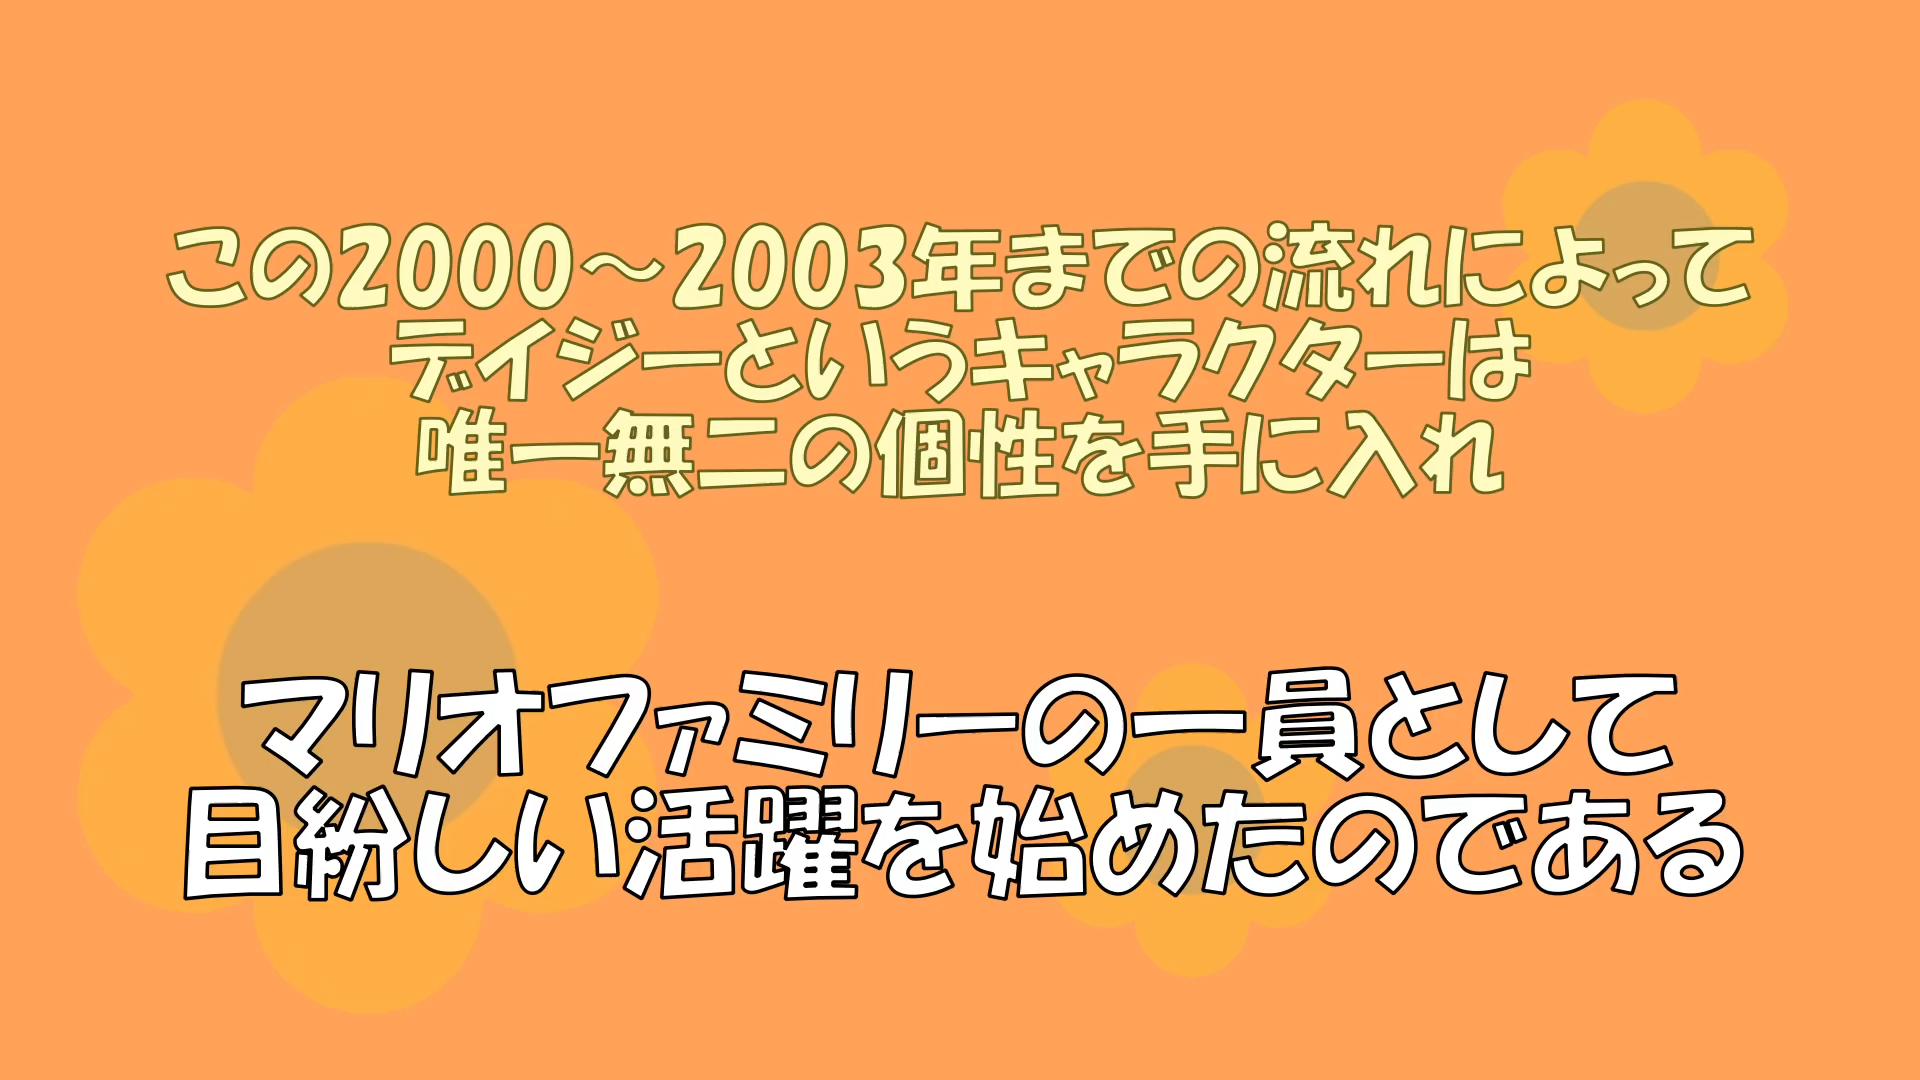 この2000～2003年までの流れによって
デイジーというキャラクターは
唯一無二の個性を手に入れ
マリオファミリーの一員として
目紛しい活躍を始めたのである